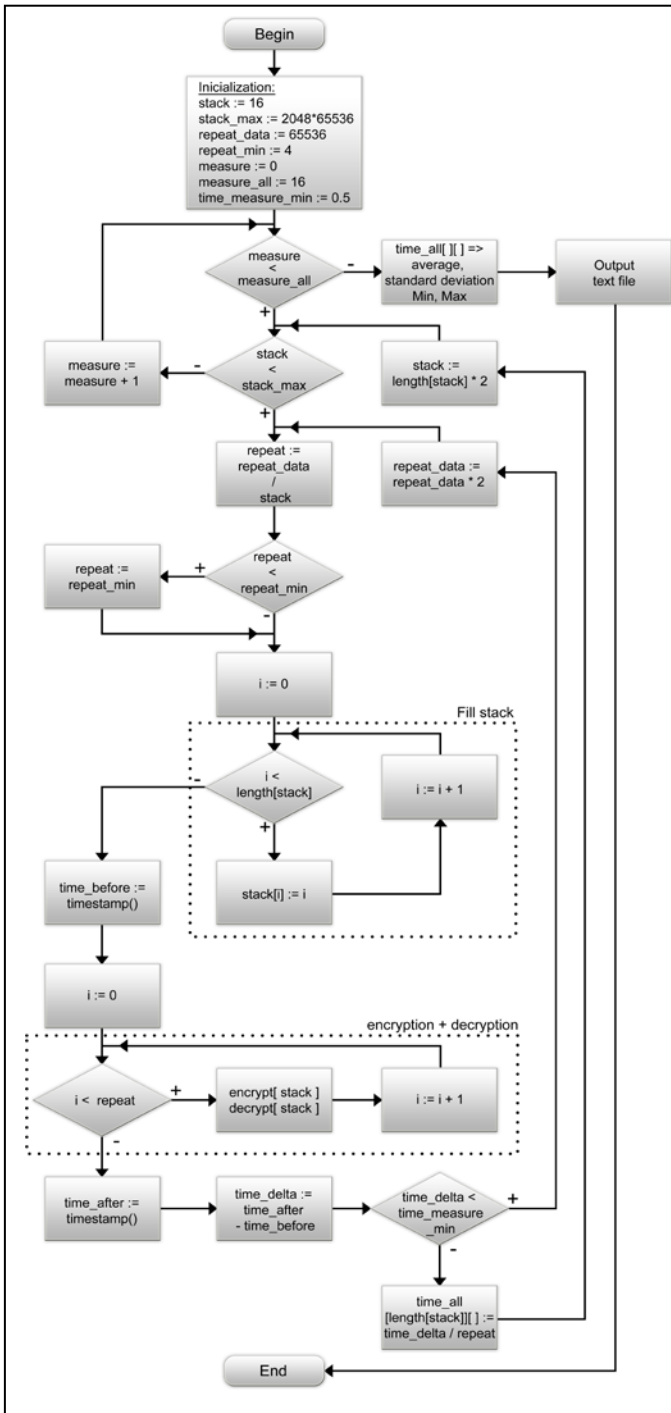 Begin
Inicialization:
stack := 16
stack_max := 2048*65536
repeat_data := 65536
repeat_min := 4
measure := 0
measure_all := 16
time_measure_min := 0.5
measure
<
measure_all
-
+
time_all[ ][ ] =>
average,
standard deviation
Min, Max
Output
text file
measure :=
measure + 1
-
stack
<
stack_max
+
stack :=
length[stack] * 2
repeat :=
repeat_data
/
stack
repeat_data :=
repeat_data * 2
repeat :=
repeat_min
+
repeat
<
repeat_min
-
i := 0
Fill stack
-
i <
length[stack]
+
i := i + 1
stack[i] := i
time_before :=
timestamp()
i := 0
encryption + decryption
i < repeat
+
-
encrypt[ stack ]
decrypt[ stack ]
i := i + 1
time_after :=
timestamp()
time_delta :=
time_after
- time_before
time_delta <
time_measure
_min
+
-
time_all
[length[stack]][ ] :=
time_delta / repeat
End